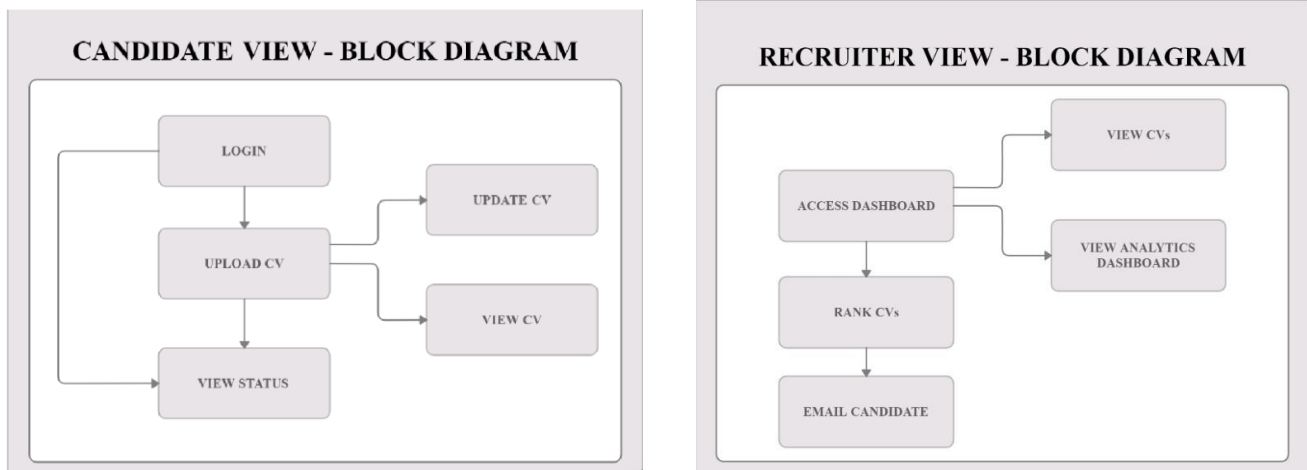 CANDIDATE VIEW - BLOCK DIAGRAM
LOGIN
UPDATE CV
UPLOAD CV
VIEW CV
VIEW STATUS
RECRUITER VIEW - BLOCK DIAGRAM
VIEW CVs
ACCESS DASHBOARD
VIEW ANALYTICS
DASHBOARD
RANK CVs
EMAIL CANDIDATE